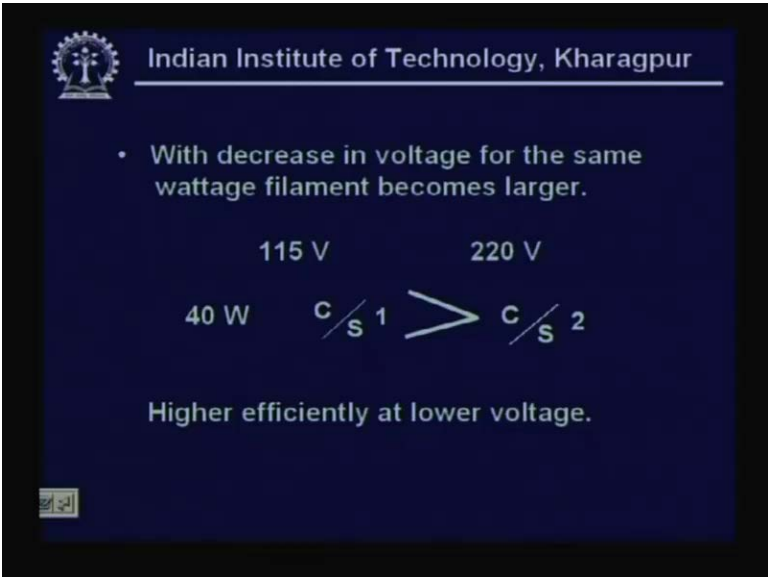 Indian Institute of Technology, Kharagpur
• With decrease in voltage for the same
wattage filament becomes larger.
115 V 220 V
40 W C/S 1 > C/S 2
Higher efficiently at lower voltage.